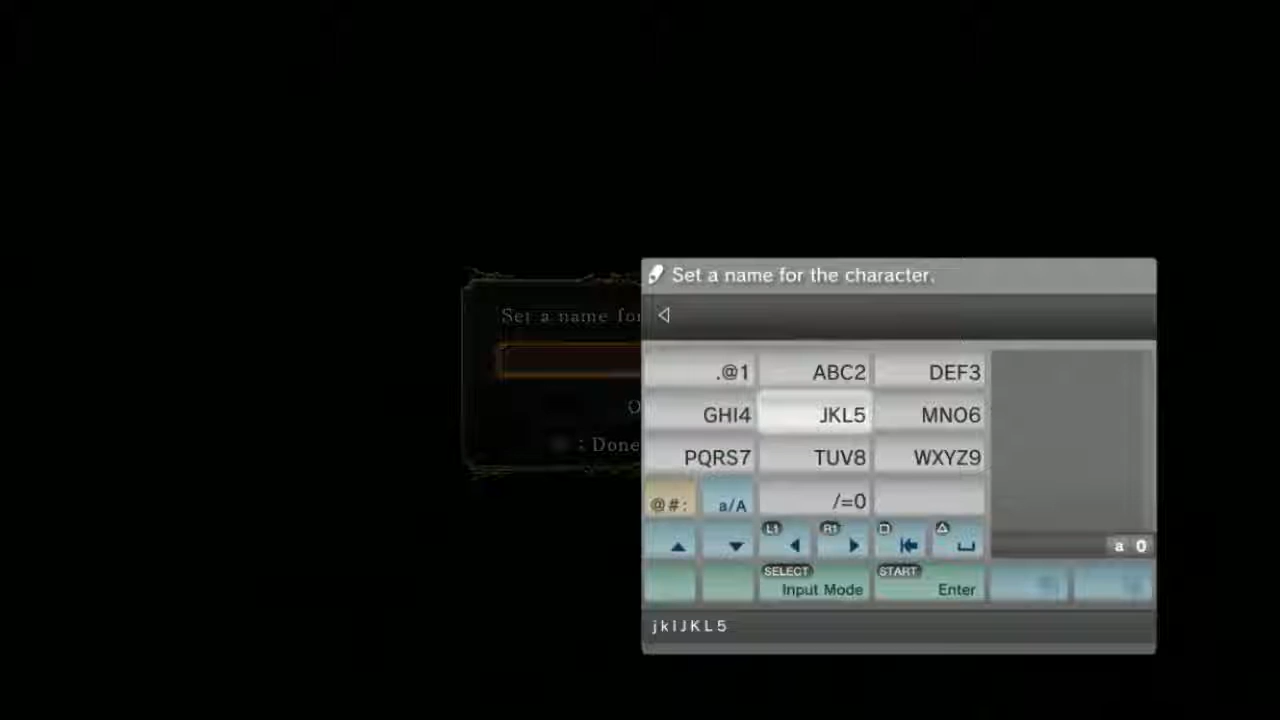 Set a name for the character.
Set a name for
.@1 ABC2 DEF3
GHI4 JKL5 MNO6
: Done
PQRS7 TUV8 WXYZ9
@#: a/A /=0
L1 R1
a 0
SELECT START
Input Mode Enter
jklJKL5